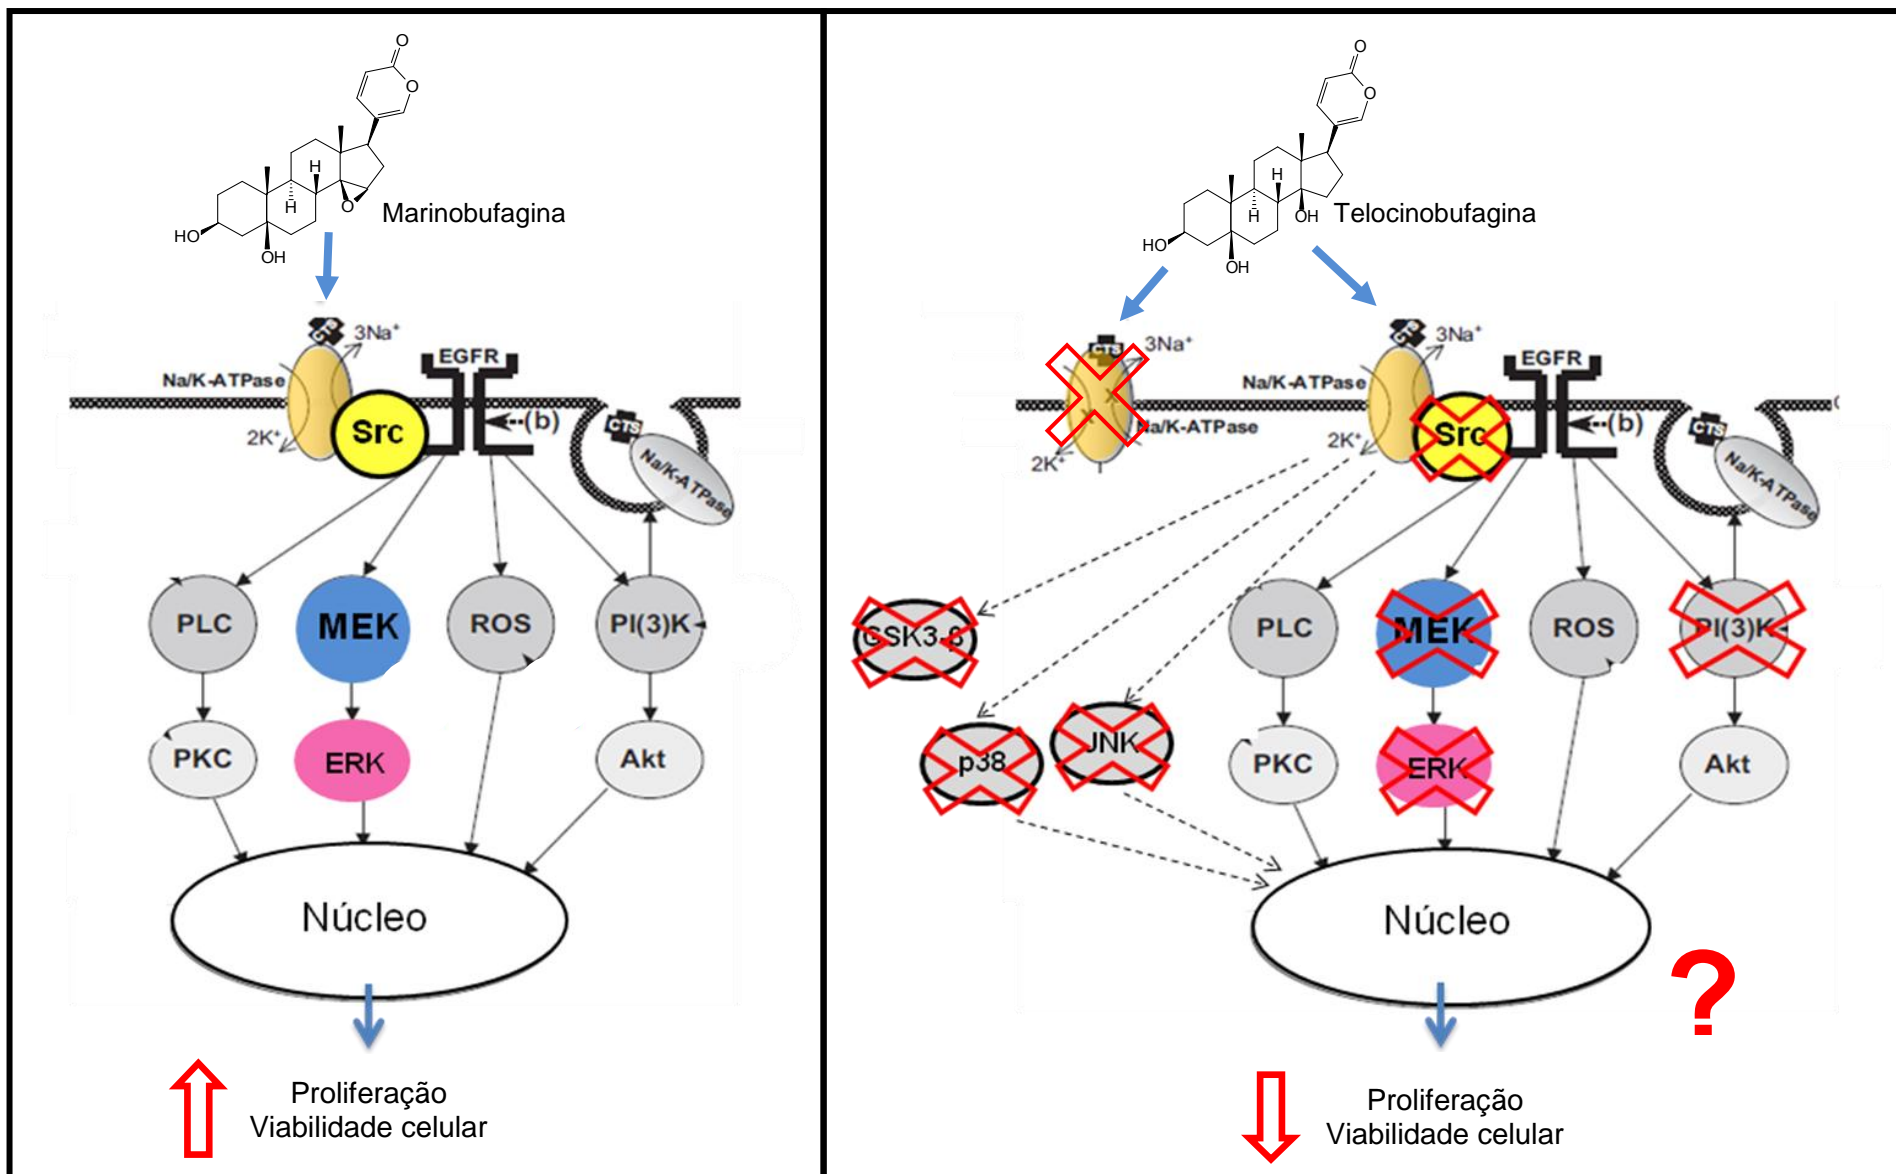 O
O
H
H
O
HO
OH
Marinobufagina
CTS
3Na⁺
EGFR
Na/K-ATPase
2K⁺
Src
(b)
CTS
Na/K-ATPase
PLC
MEK
ROS
PI(3)K
PKC
ERK
Akt
Núcleo
Proliferação
Viabilidade celular
O
O
H
H
OH
HO
OH
Telocinobufagina
CTS
3Na⁺
Na/K-ATPase
2K⁺
CTS
3Na⁺
EGFR
Na/K-ATPase
2K⁺
Src
(b)
CTS
Na/K-ATPase
GSK3-β
PLC
MEK
ROS
PI(3)K
p38
JNK
PKC
ERK
Akt
Núcleo
?
Proliferação
Viabilidade celular